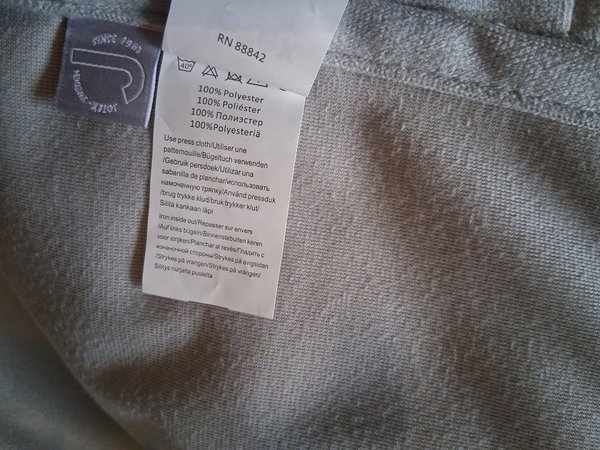 SINCE 1962
RN 88842
40°
100% Polyester
100% Poliéster
100% Полиэстер
100%Polyesteriä
Use press cloth/Utiliser une
pattemouille/Bügeltuch verwenden
/Gebruik persdoek/Utilizar una
sabanilla de planchar/использовать
намоченную тряпку/Använd pressduk
/brug trykke klud/bruk trykker klut/
Silitä kankaan läpi
Iron inside out/Repasser sur envers
/Auf links bügeln/Binnenstebuiten keren
voor strijken/Planchar al revés/Гладить с
изнаночной стороны/Strykes på avigsidan
/Strykes på vrangen/Strykes på vrangen/
Silitys nurjalta puolelta